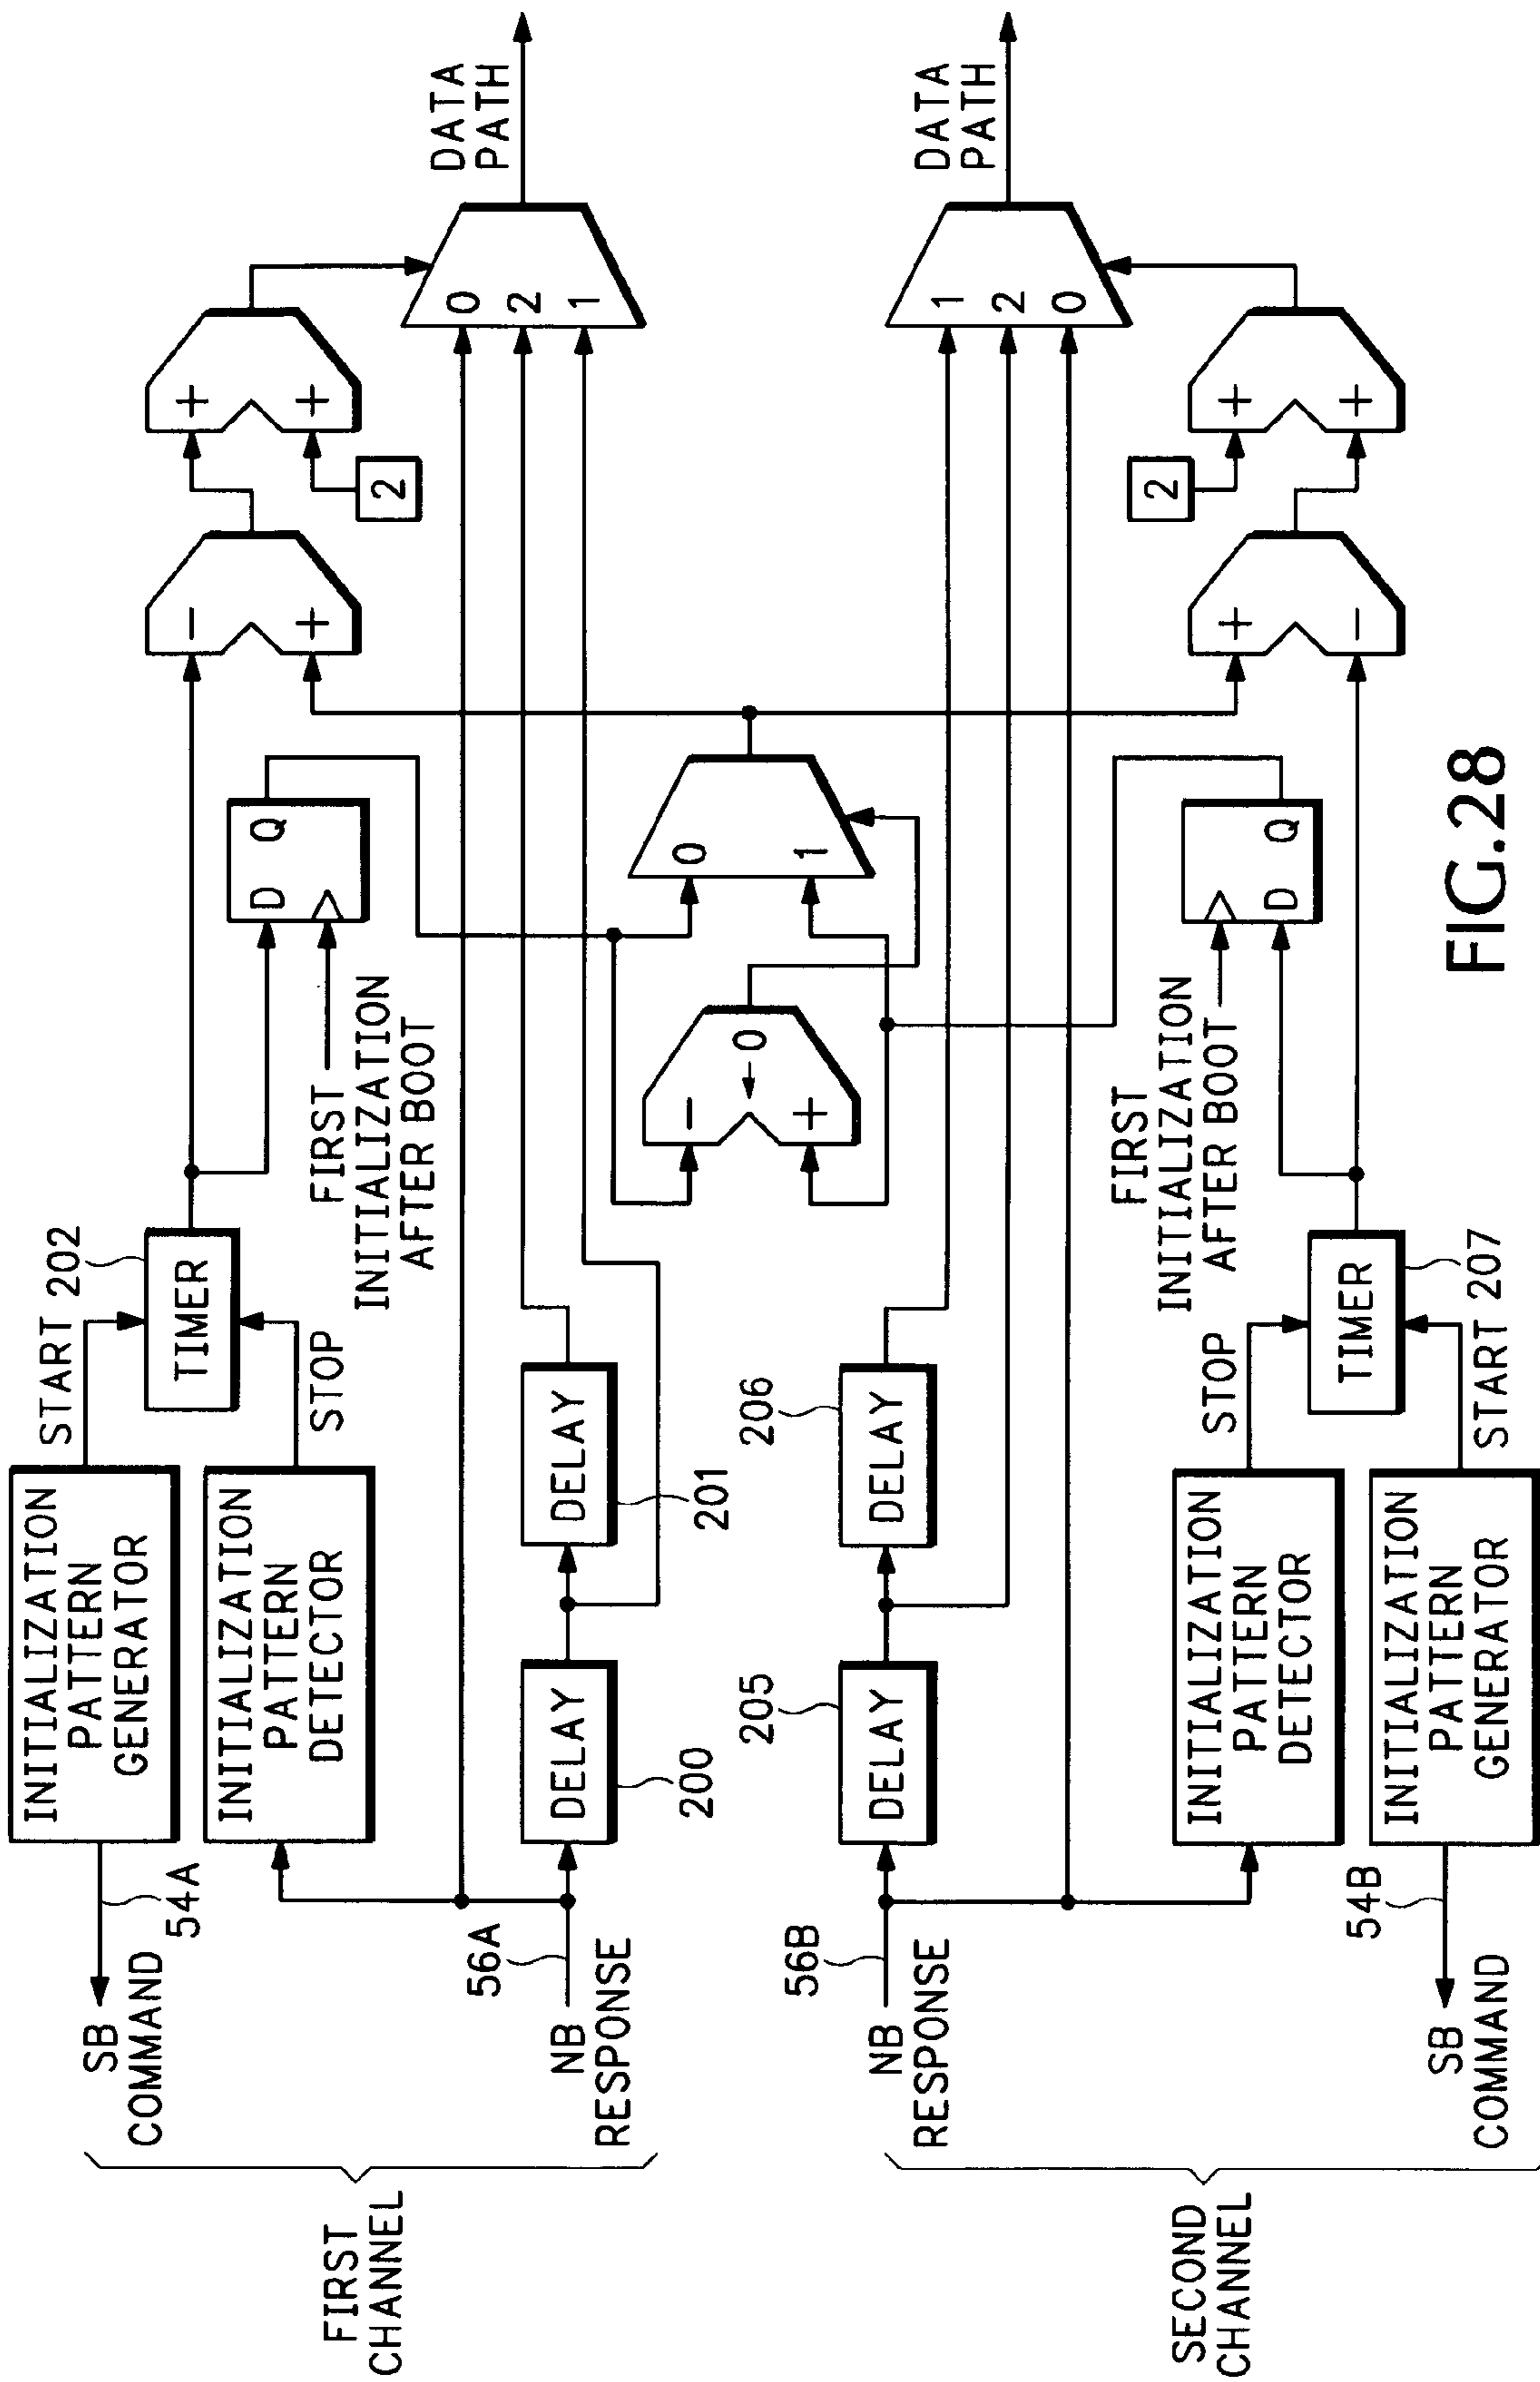 FIRST
CHANNEL
SB
COMMAND
54A
INITIALIZATION
PATTERN
GENERATOR
START
202
TIMER
INITIALIZATION
PATTERN
DETECTOR
STOP
FIRST
INITIALIZATION
AFTER BOOT
D Q
-
+
+
+
2
NB
RESPONSE
56A
DELAY
200
DELAY
201
0
2
1
DATA
PATH
-
0
+
0
1
SECOND
CHANNEL
NB
RESPONSE
56B
DELAY
205
DELAY
206
1
2
0
DATA
PATH
INITIALIZATION
PATTERN
DETECTOR
STOP
FIRST
INITIALIZATION
AFTER BOOT
D Q
+
-
2
+
+
TIMER
207
START
SB
COMMAND
54B
INITIALIZATION
PATTERN
GENERATOR
FIG.28